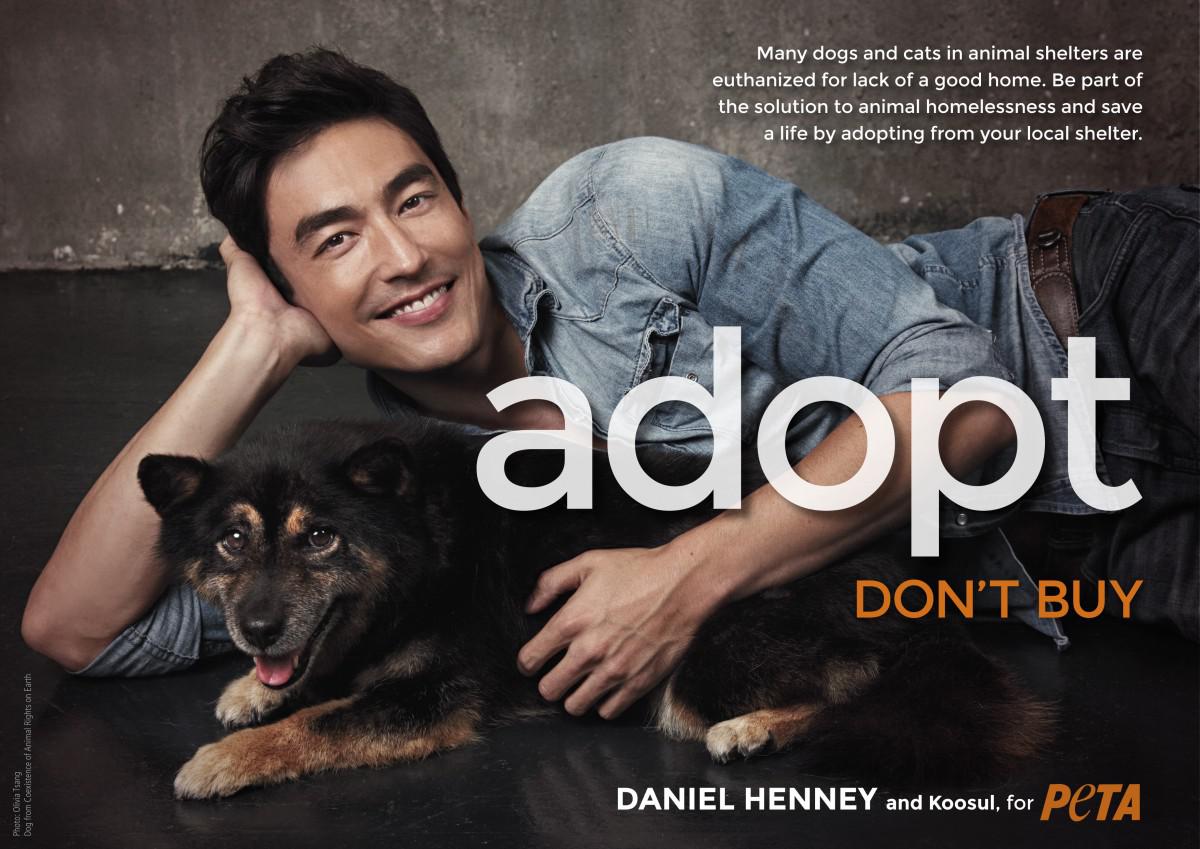 Many dogs and cats in animal shelters are
euthanized for lack of a good home. Be part of
the solution to animal homelessness and save
a life by adopting from your local shelter.
adopt
DON'T BUY
DANIEL HENNEY and Koosul, for PETA
Photo: Olivia Tsang
Dog from Coexistence of Animal Rights on Earth